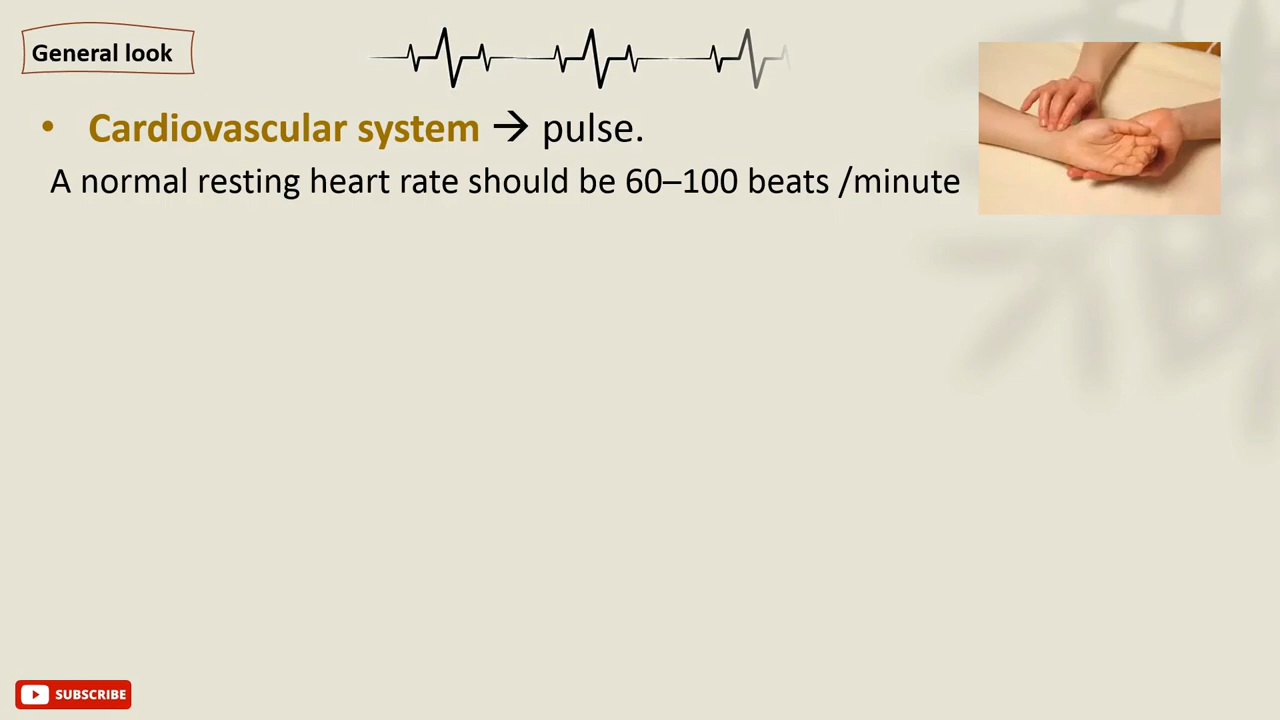 General look
• Cardiovascular system → pulse.
A normal resting heart rate should be 60–100 beats /minute
SUBSCRIBE